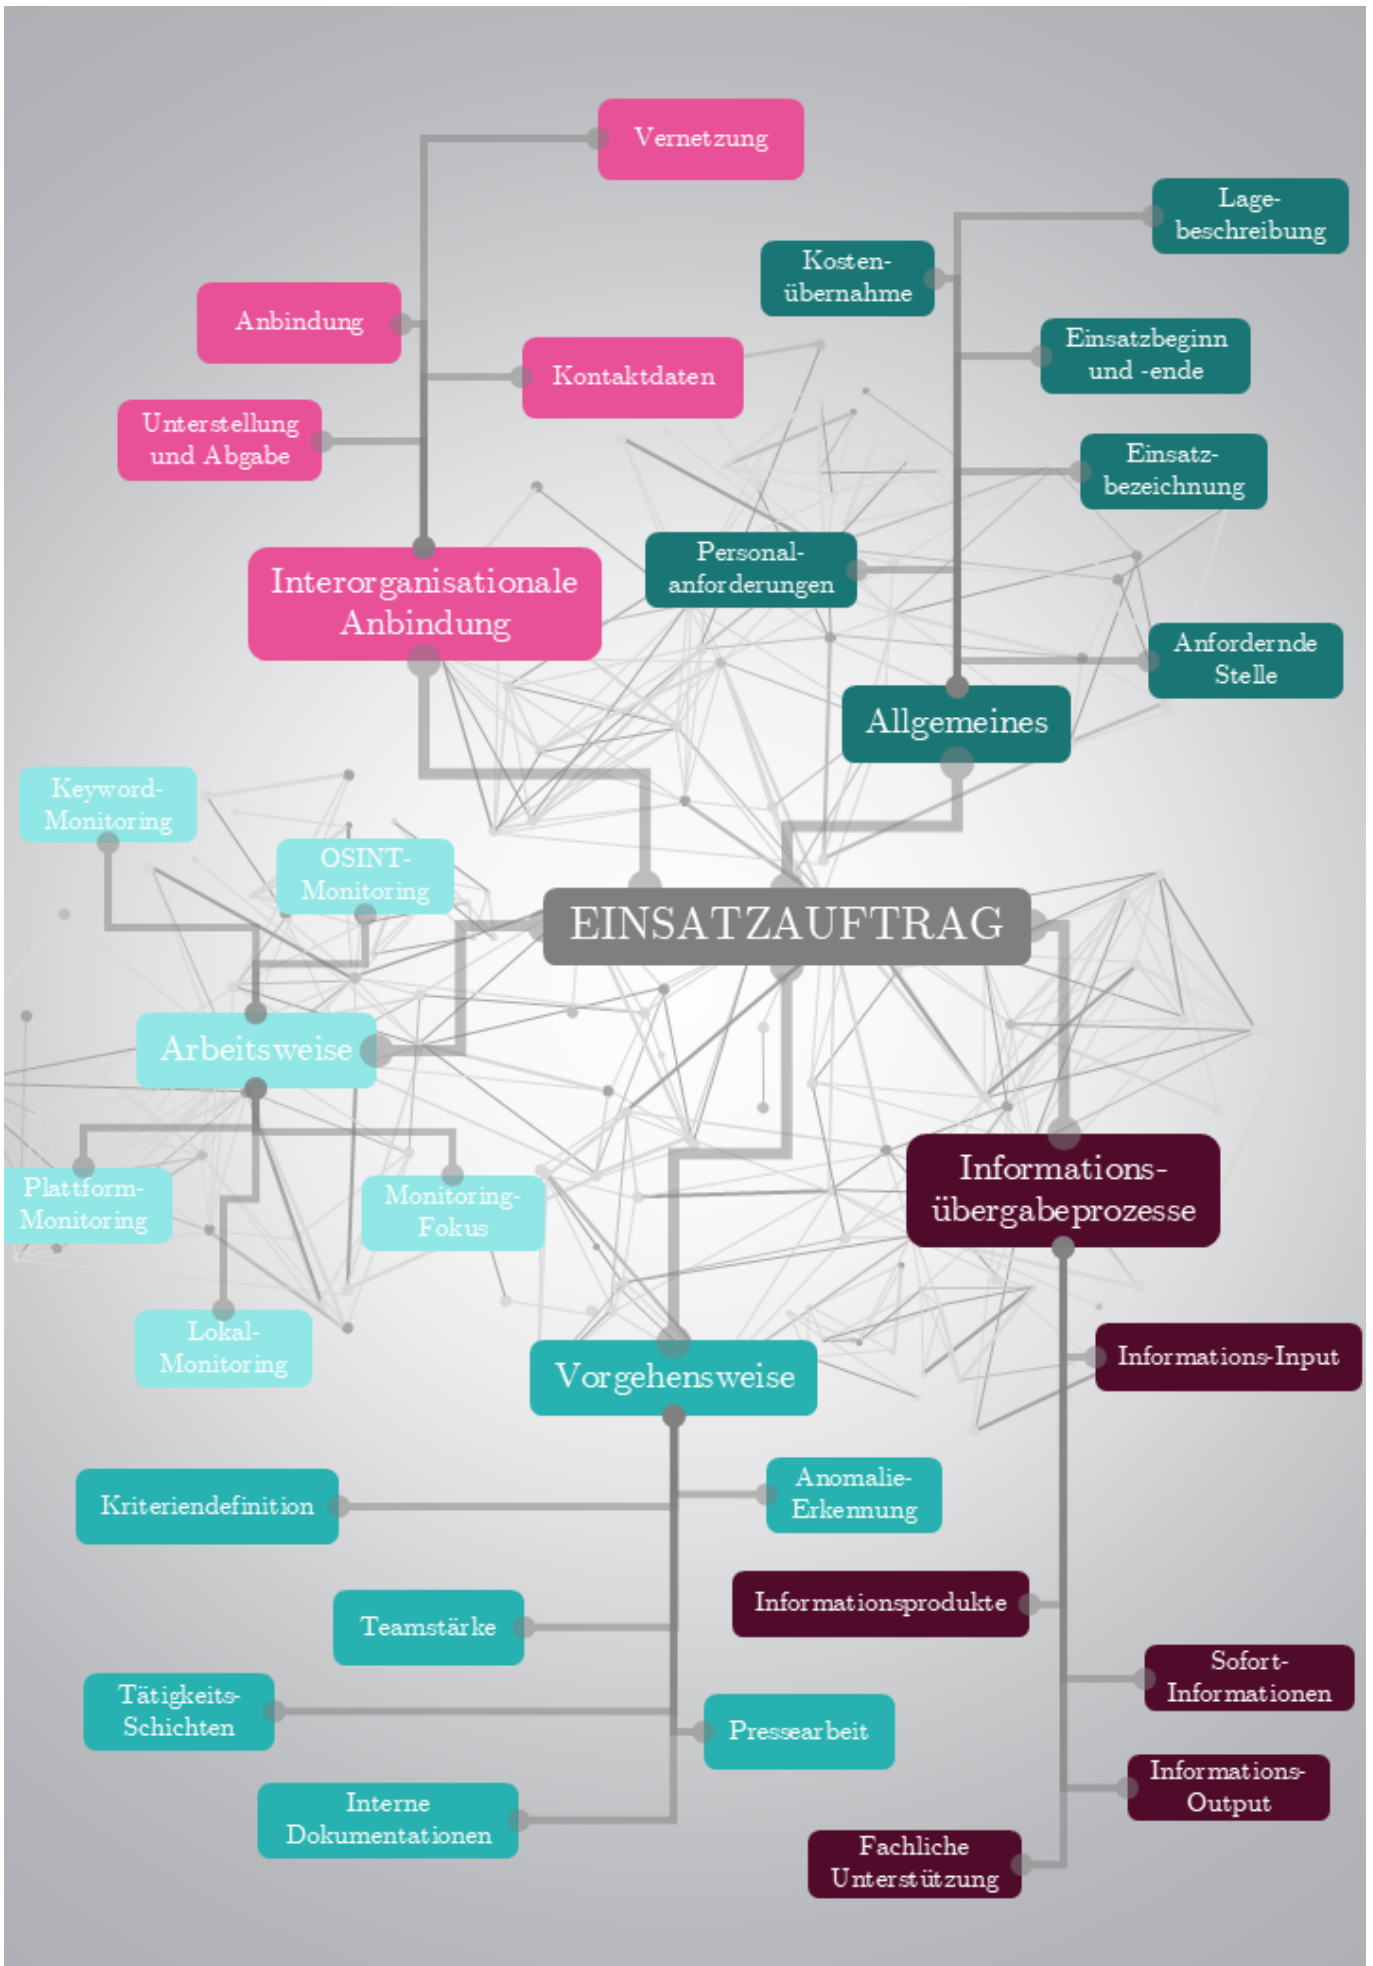 Vernetzung
Lage-
beschreibung
Kosten-
übernahme
Anbindung
Einsatzbeginn
und -ende
Kontaktdaten
Unterstellung
und Abgabe
Einsatz-
bezeichnung
Personal-
anforderungen
Interorganisationale
Anbindung
Anfordernde
Stelle
Allgemeines
Keyword-
Monitoring
OSINT-
Monitoring
EINSATZAUFTRAG
Arbeitsweise
Plattform-
Monitoring
Monitoring-
Fokus
Informations-
übergabeprozesse
Lokal-
Monitoring
Informations-Input
Vorgehensweise
Anomalie-
Erkennung
Kriteriendefinition
Informationsprodukte
Teamstärke
Sofort-
Informationen
Tätigkeits-
Schichten
Pressearbeit
Informations-
Output
Interne
Dokumentationen
Fachliche
Unterstützung